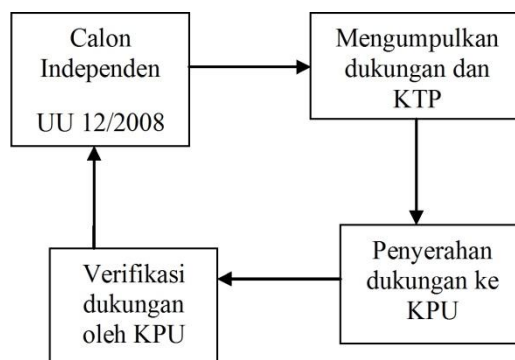 Calon
Independen
UU 12/2008
Mengumpulkan
dukungan dan
KTP
Penyerahan
dukungan ke
KPU
Verifikasi
dukungan
oleh KPU